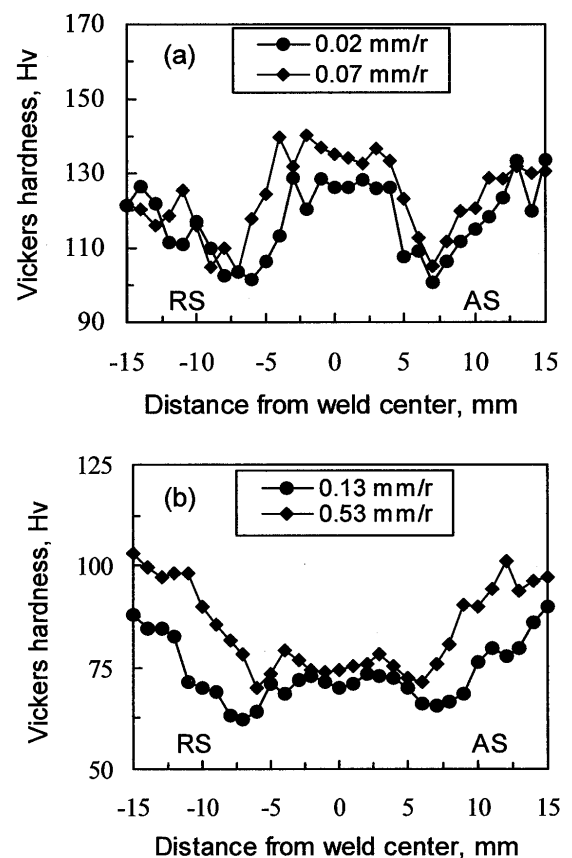 (a)
0.02 mm/r
0.07 mm/r
Vickers hardness, Hv
170
150
130
110
90
RS
AS
-15 -10 -5 0 5 10 15
Distance from weld center, mm
(b)
0.13 mm/r
0.53 mm/r
Vickers hardness, Hv
125
100
75
50
RS
AS
-15 -10 -5 0 5 10 15
Distance from weld center, mm